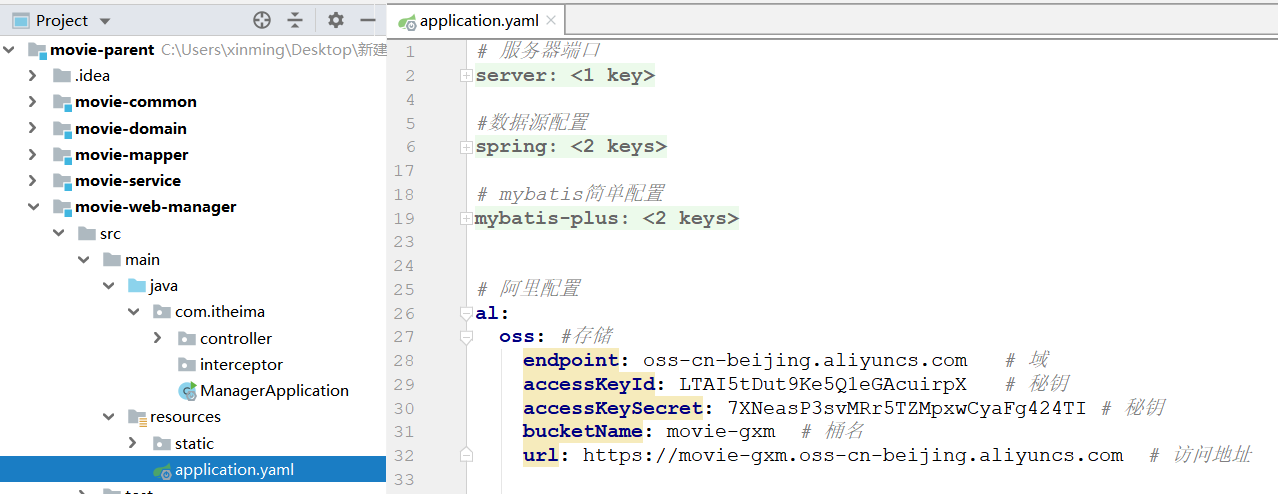 Project
movie-parent C:\Users\xinming\Desktop\新建
.idea
movie-common
movie-domain
movie-mapper
movie-service
movie-web-manager
src
main
java
com.itheima
controller
interceptor
ManagerApplication
resources
static
application.yaml
application.yaml
1 # 服务器端口
2 server: <1 key>
4
5 #数据源配置
6 spring: <2 keys>
17
18 # mybatis简单配置
19 mybatis-plus: <2 keys>
23
24
25 # 阿里配置
26 al:
27 oss: #存储
28 endpoint: oss-cn-beijing.aliyuncs.com # 域
29 accessKeyId: LTAI5tDut9Ke5Q1eGAcuirpX # 秘钥
30 accessKeySecret: 7XNeasP3svMRr5TZMpxwCyaFg424TI # 秘钥
31 bucketName: movie-gxm # 桶名
32 url: https://movie-gxm.oss-cn-beijing.aliyuncs.com # 访问地址
33